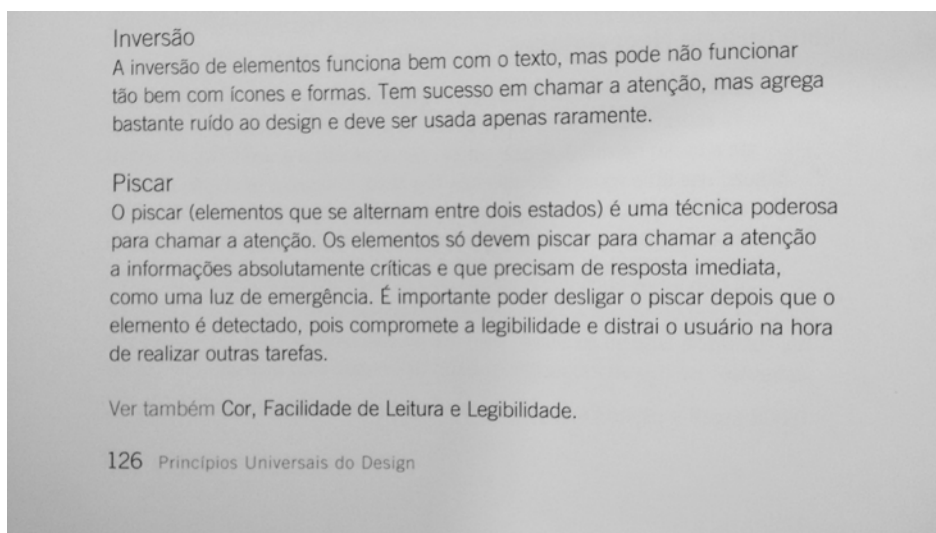 Inversão
A inversão de elementos funciona bem com o texto, mas pode não funcionar
tão bem com ícones e formas. Tem sucesso em chamar a atenção, mas agrega
bastante ruído ao design e deve ser usada apenas raramente.
Piscar
O piscar (elementos que se alternam entre dois estados) é uma técnica poderosa
para chamar a atenção. Os elementos só devem piscar para chamar a atenção
a informações absolutamente críticas e que precisam de resposta imediata,
como uma luz de emergência. É importante poder desligar o piscar depois que o
elemento é detectado, pois compromete a legibilidade e distrai o usuário na hora
de realizar outras tarefas.
Ver também Cor, Facilidade de Leitura e Legibilidade.
126 Princípios Universais do Design